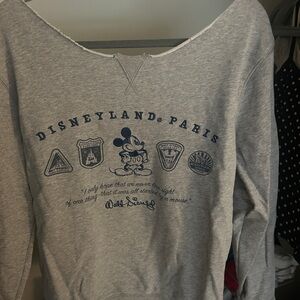 DISNEYLAND® PARIS
"I only hope that we never lose sight
of one thing that it was all started by a mouse."
Walt Disney